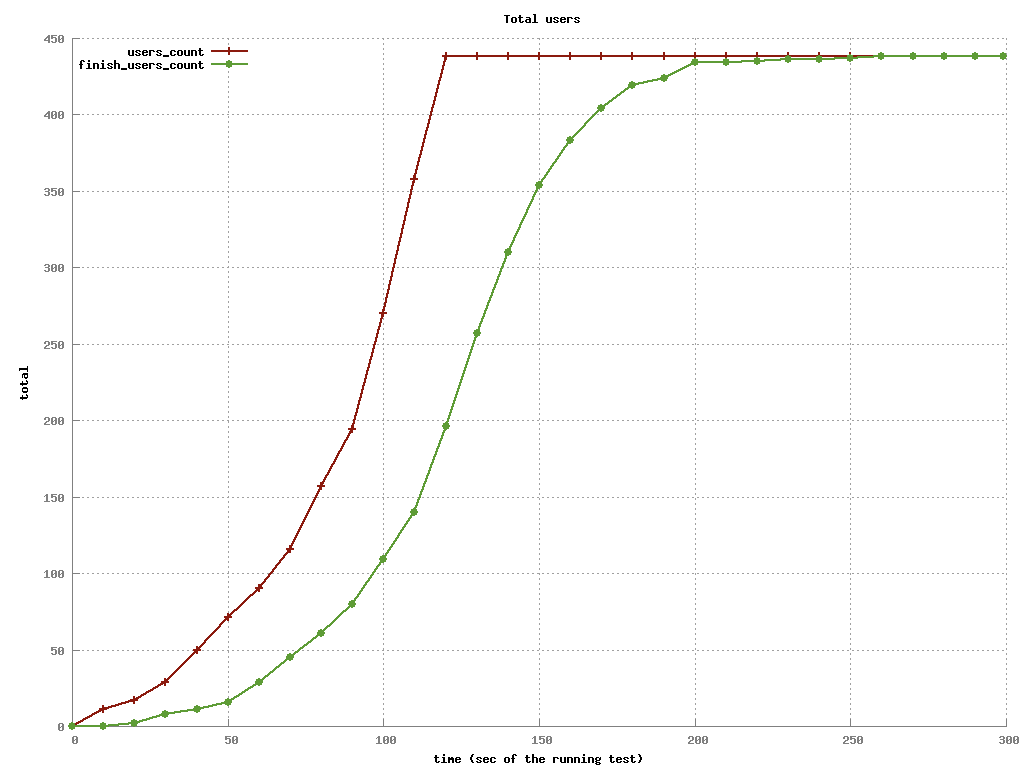 Total users
users_count
finish_users_count
450
400
350
300
250
200
150
100
50
0
total
0 50 100 150 200 250 300
time (sec of the running test)